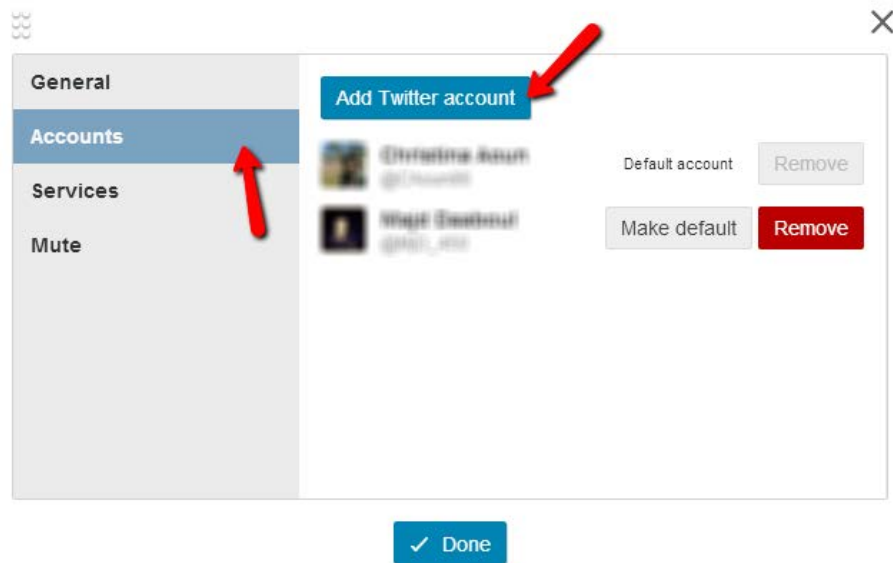 General
Accounts
Services
Mute
Add Twitter account
Default account Remove
Make default Remove
Done